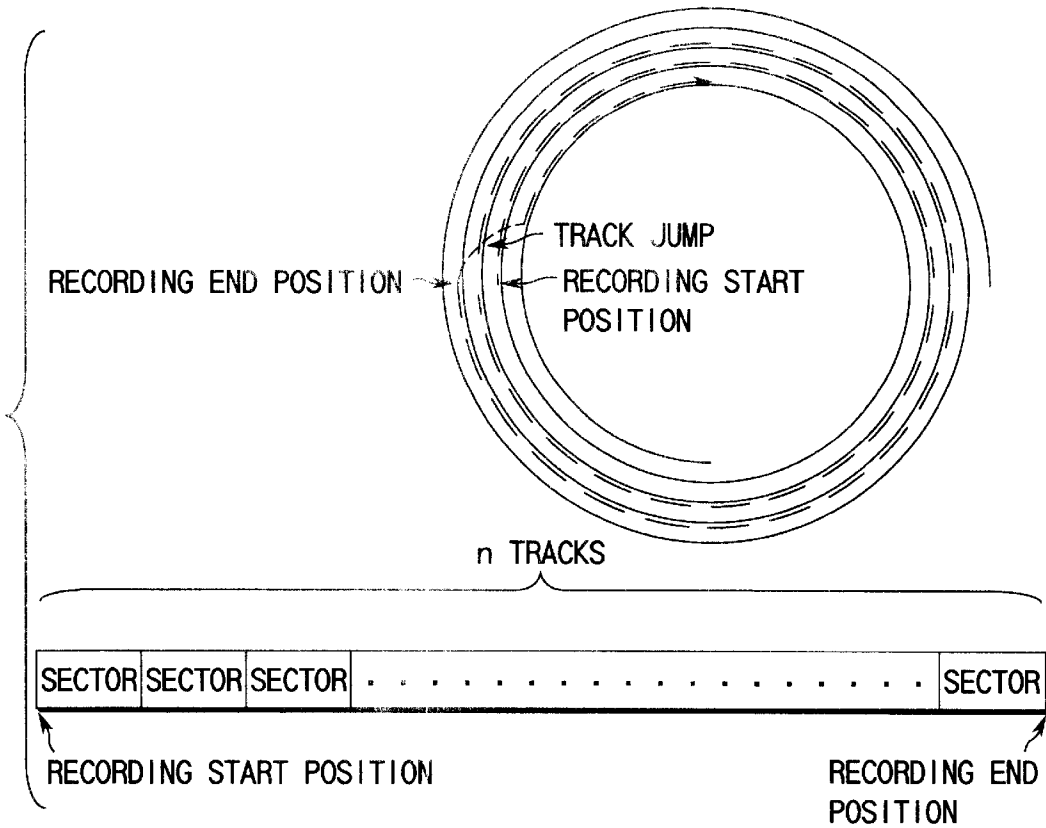 TRACK JUMP
RECORDING END POSITION
RECORDING START
POSITION
n TRACKS
SECTOR SECTOR SECTOR . . . . . . . . . . . . . . . . . . SECTOR
RECORDING START POSITION
RECORDING END
POSITION